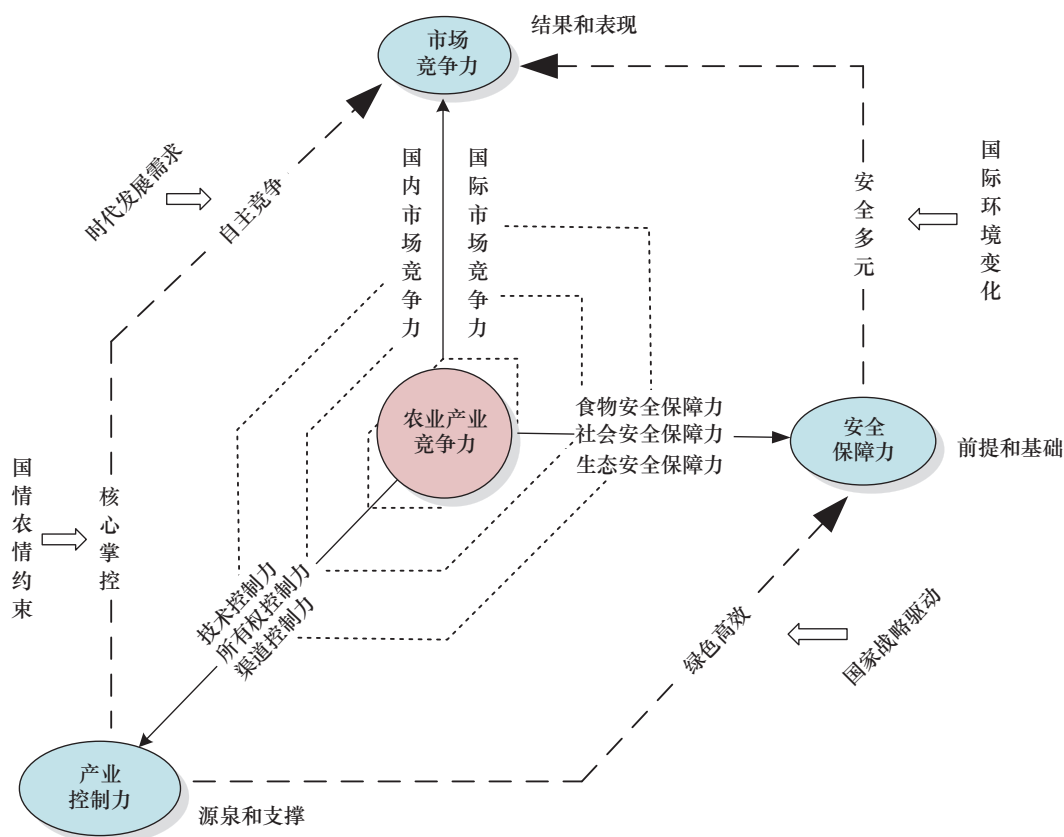 结果和表现
市场
竞争力
时代发展需求
自主竞争
国内市场竞争力
国际市场竞争力
安全多元
国际环境变化
农业产业
竞争力
食物安全保障力
社会安全保障力
生态安全保障力
安全
保障力
前提和基础
国情农情约束
核心掌控
技术控制力
所有权控制力
渠道控制力
绿色高效
国家战略驱动
产业
控制力
源泉和支撑